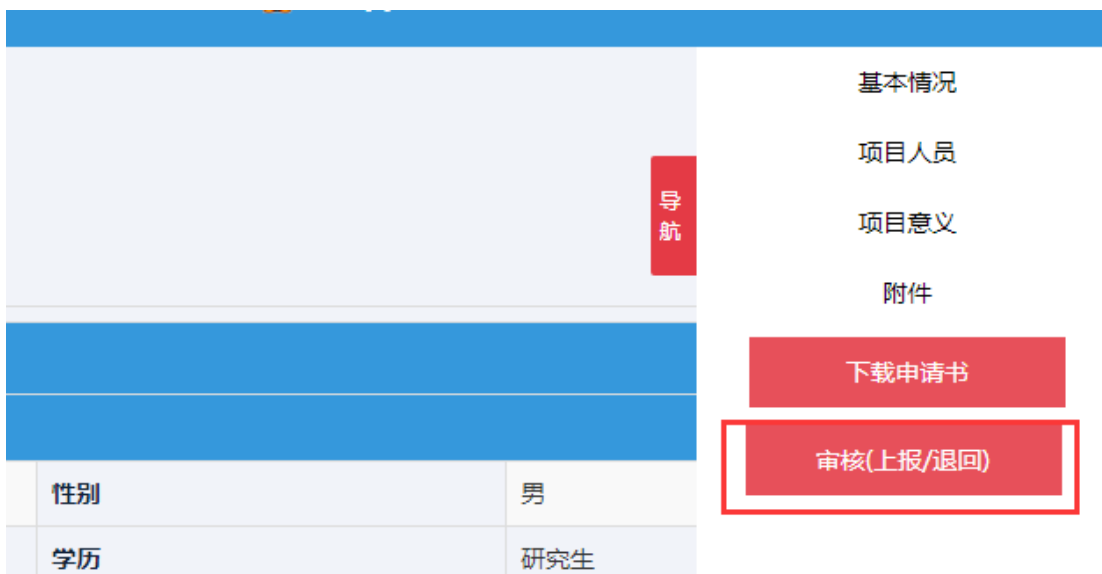 基本情况
项目人员
导
航
项目意义
附件
下载申请书
审核(上报/退回)
性别
男
学历
研究生